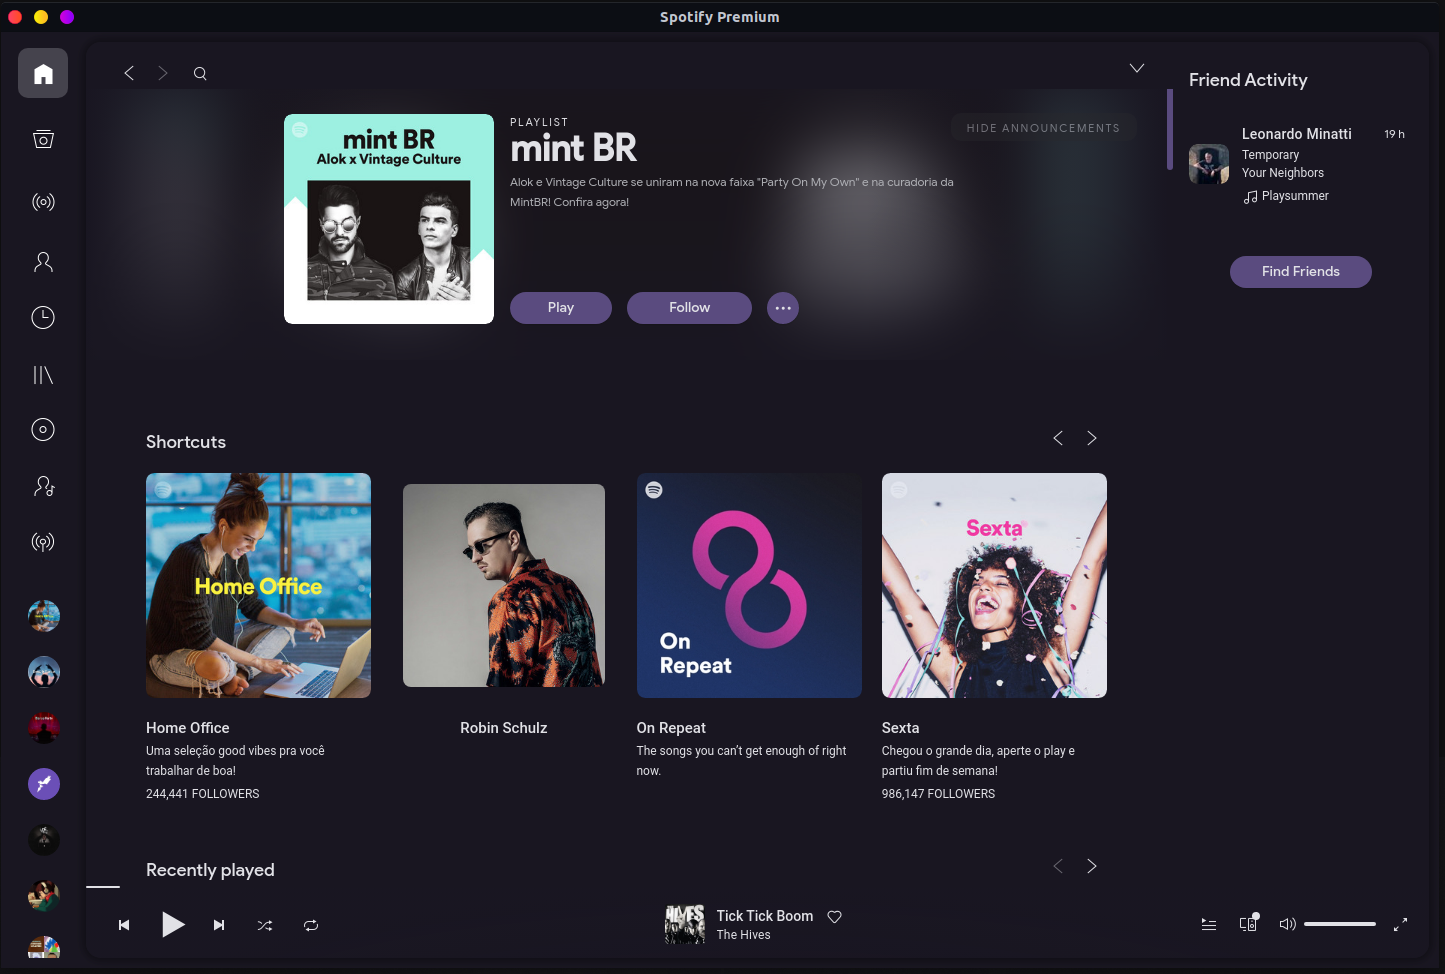 Spotify Premium
Friend Activity
PLAYLIST
mint BR
HIDE ANNOUNCEMENTS
Alok e Vintage Culture se uniram na nova faixa "Party On My Own" e na curadoria da
MintBR! Confira agora!
mint BR
Alok x Vintage Culture
Play
Follow
Leonardo Minatti
19 h
Temporary
Your Neighbors
Playsummer
Find Friends
Shortcuts
Home Office
On
Repeat
Sexta
Home Office
Uma seleção good vibes pra você
trabalhar de boa!
244,441 FOLLOWERS
Robin Schulz
On Repeat
The songs you can't get enough of right
now.
Sexta
Chegou o grande dia, aperte o play e
partiu fim de semana!
986,147 FOLLOWERS
Recently played
HIVES
Tick Tick Boom
The Hives